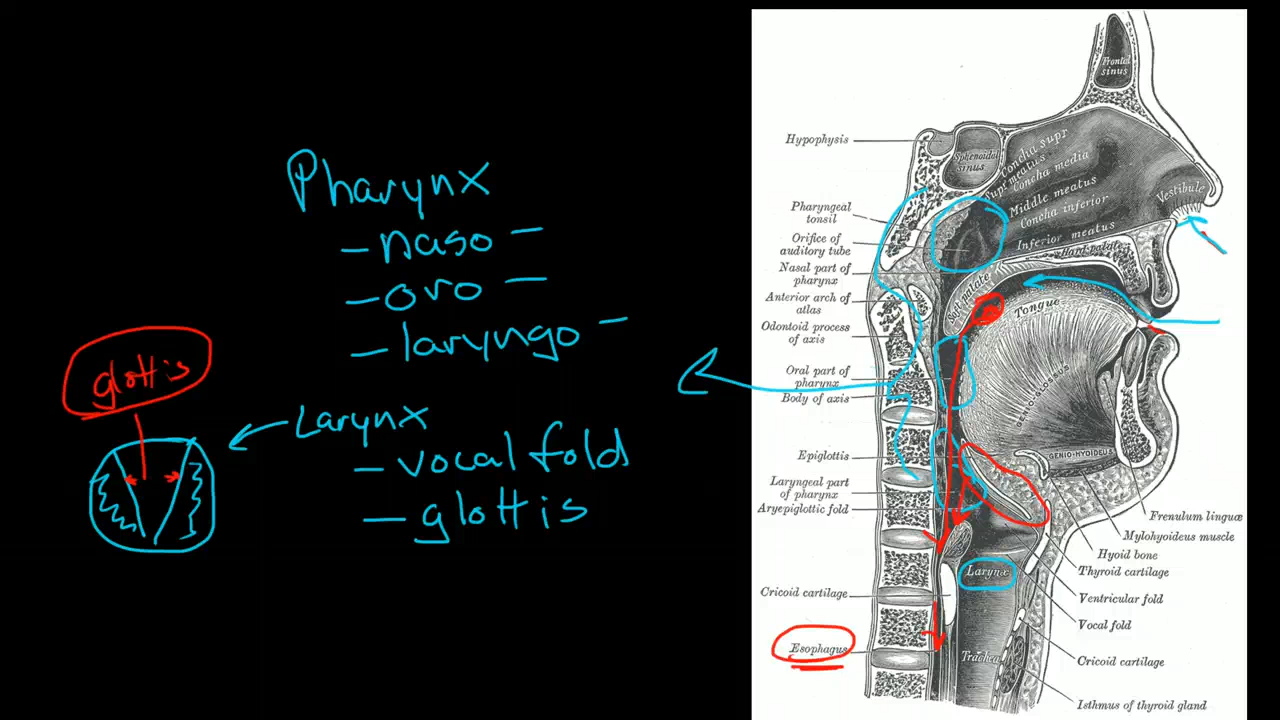 Pharynx
- naso -
- oro -
- laryngo -
glottis
Larynx
- vocal fold
- glottis
Frontal sinus
Hypophysis
Sphenoidal sinus
Concha supr
Supr meatus
Concha media
Middle meatus
Concha inferior
Inferior meatus
Vestibule
Pharyngeal tonsil
Orifice of auditory tube
Hard palate
Nasal part of pharynx
Soft palate
Anterior arch of atlas
Tongue
Odontoid process of axis
Oral part of pharynx
Body of axis
GENIO-GLOSSUS
Epiglottis
GENIO-HYOIDEUS
Laryngeal part of pharynx
Aryepiglottic fold
Frenulum linguæ
Mylohyoideus muscle
Hyoid bone
Larynx
Thyroid cartilage
Cricoid cartilage
Ventricular fold
Vocal fold
Esophagus
Trachea
Cricoid cartilage
Isthmus of thyroid gland